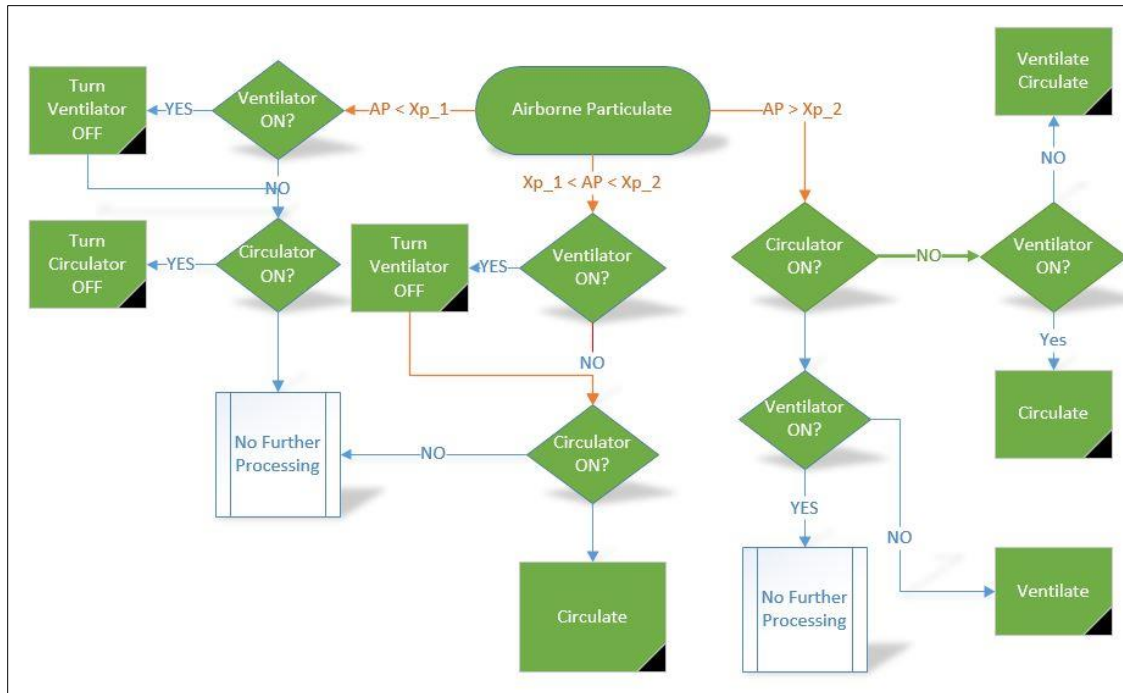 Turn
Ventilator
OFF
YES
Ventilator
ON?
AP < Xp_1
Airborne Particulate
AP > Xp_2
Ventilate
Circulate
NO
Xp_1 < AP < Xp_2
NO
Turn
Circulator
OFF
YES
Circulator
ON?
Turn
Ventilator
OFF
YES
Ventilator
ON?
Circulator
ON?
NO
Ventilator
ON?
NO
Yes
No Further
Processing
NO
Circulator
ON?
Ventilator
ON?
Circulate
YES
NO
Circulate
No Further
Processing
Ventilate